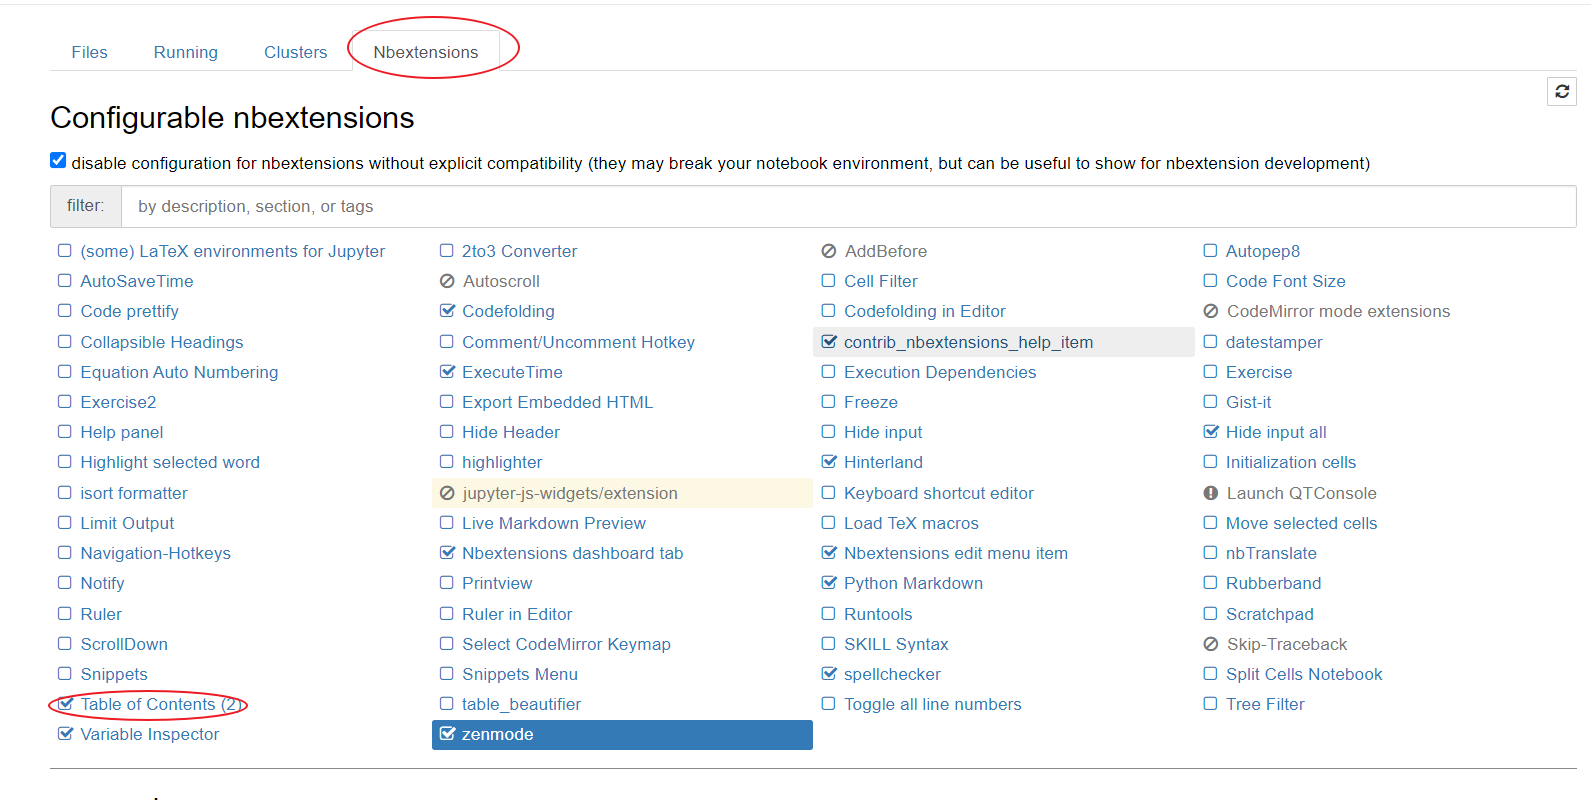 Files Running Clusters Nbextensions
Configurable nbextensions
disable configuration for nbextensions without explicit compatibility (they may break your notebook environment, but can be useful to show for nbextension development)
filter: by description, section, or tags
(some) LaTeX environments for Jupyter 2to3 Converter AddBefore Autopep8
AutoSaveTime Autoscroll Cell Filter Code Font Size
Code prettify Codefolding Codefolding in Editor CodeMirror mode extensions
Collapsible Headings Comment/Uncomment Hotkey contrib_nbextensions_help_item datestamper
Equation Auto Numbering ExecuteTime Execution Dependencies Exercise
Exercise2 Export Embedded HTML Freeze Gist-it
Help panel Hide Header Hide input Hide input all
Highlight selected word highlighter Hinterland Initialization cells
isort formatter jupyter-js-widgets/extension Keyboard shortcut editor Launch QTConsole
Limit Output Live Markdown Preview Load TeX macros Move selected cells
Navigation-Hotkeys Nbextensions dashboard tab Nbextensions edit menu item nbTranslate
Notify Printview Python Markdown Rubberband
Ruler Ruler in Editor Runtools Scratchpad
ScrollDown Select CodeMirror Keymap SKILL Syntax Skip-Traceback
Snippets Snippets Menu spellchecker Split Cells Notebook
Table of Contents (2) table_beautifier Toggle all line numbers Tree Filter
Variable Inspector zenmode